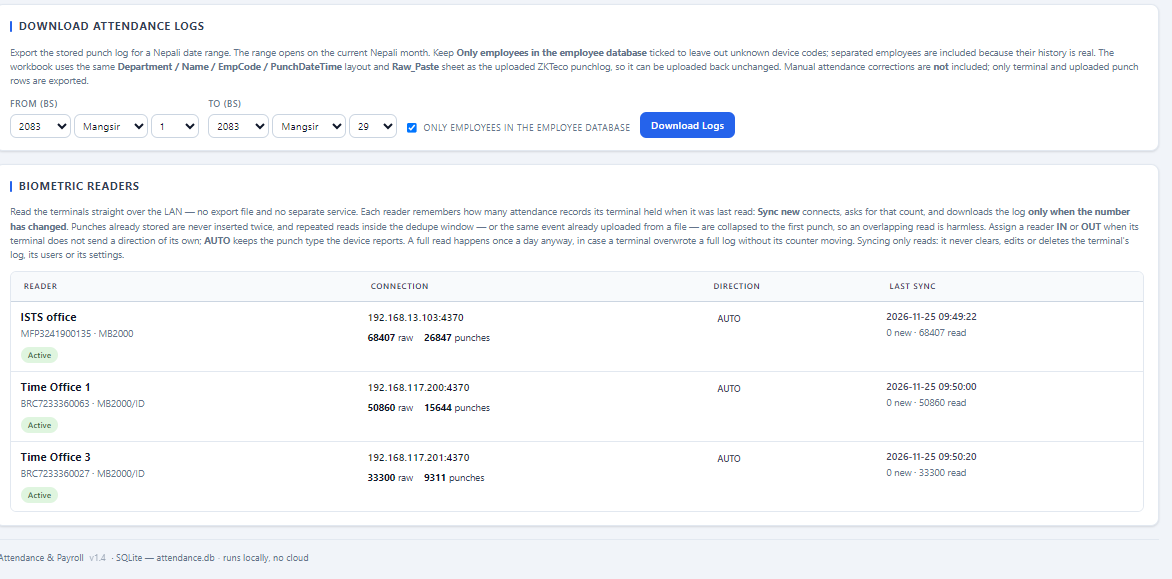 DOWNLOAD ATTENDANCE LOGS
Export the stored punch log for a Nepali date range. The range opens on the current Nepali month. Keep Only employees in the employee database ticked to leave out unknown device codes; separated employees are included because their history is real. The
workbook uses the same Department / Name / EmpCode / PunchDateTime layout and Raw_Paste sheet as the uploaded ZKTeco punchlog, so it can be uploaded back unchanged. Manual attendance corrections are not included; only terminal and uploaded punch
rows are exported.
FROM (BS) TO (BS)
2083 Mangsir 1 2083 Mangsir 29 ONLY EMPLOYEES IN THE EMPLOYEE DATABASE Download Logs
BIOMETRIC READERS
Read the terminals straight over the LAN — no export file and no separate service. Each reader remembers how many attendance records its terminal held when it was last read: Sync new connects, asks for that count, and downloads the log only when the number
has changed. Punches already stored are never inserted twice, and repeated reads inside the dedupe window — or the same event already uploaded from a file — are collapsed to the first punch, so an overlapping read is harmless. Assign a reader IN or OUT when its
terminal does not send a direction of its own; AUTO keeps the punch type the device reports. A full read happens once a day anyway, in case a terminal overwrote a full log without its counter moving. Syncing only reads: it never clears, edits or deletes the terminal's
log, its users or its settings.
READER CONNECTION DIRECTION LAST SYNC
ISTS office 192.168.13.103:4370 AUTO 2026-11-25 09:49:22
MFP3241900135 · MB2000 68407 raw 26847 punches 0 new · 68407 read
Active
Time Office 1 192.168.117.200:4370 AUTO 2026-11-25 09:50:00
BRC7233360063 · MB2000/ID 50860 raw 15644 punches 0 new · 50860 read
Active
Time Office 3 192.168.117.201:4370 AUTO 2026-11-25 09:50:20
BRC7233360027 · MB2000/ID 33300 raw 9311 punches 0 new · 33300 read
Active
Attendance & Payroll v1.4 · SQLite — attendance.db · runs locally, no cloud